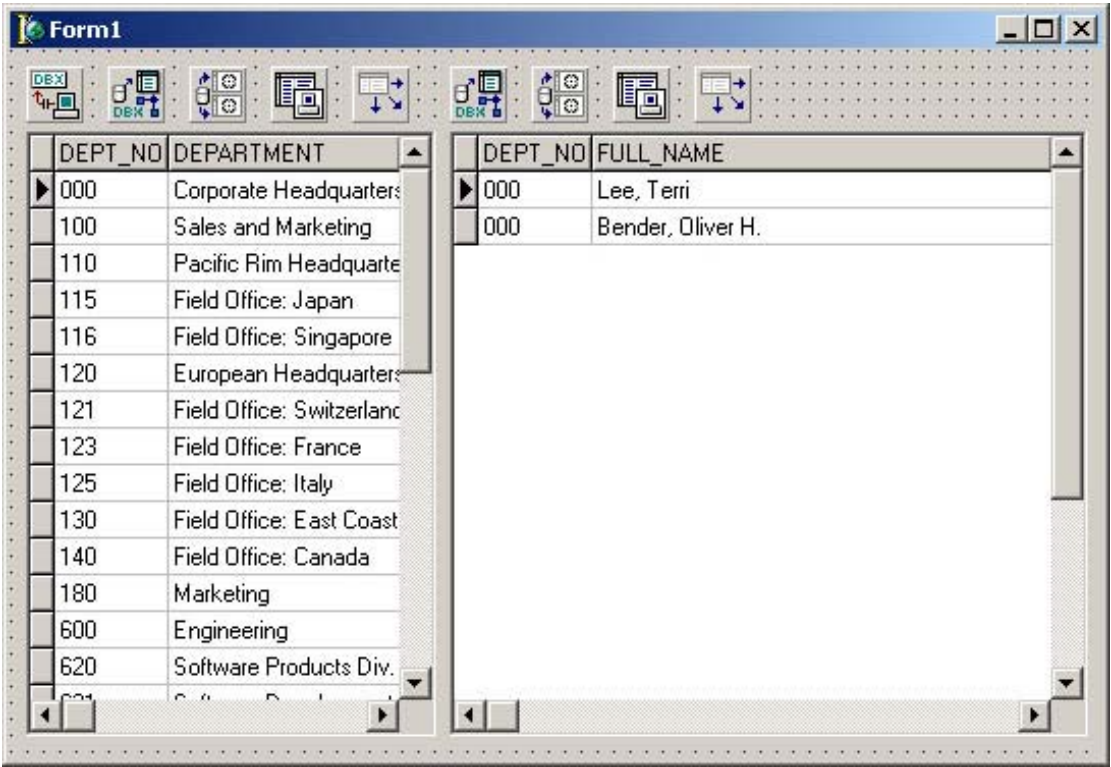 Form1
DBX
DBX
DBX
DEPT_NO DEPARTMENT
000 Corporate Headquarters
100 Sales and Marketing
110 Pacific Rim Headquarte
115 Field Office: Japan
116 Field Office: Singapore
120 European Headquarters
121 Field Office: Switzerland
123 Field Office: France
125 Field Office: Italy
130 Field Office: East Coast
140 Field Office: Canada
180 Marketing
600 Engineering
620 Software Products Div.
DEPT_NO FULL_NAME
000 Lee, Terri
000 Bender, Oliver H.